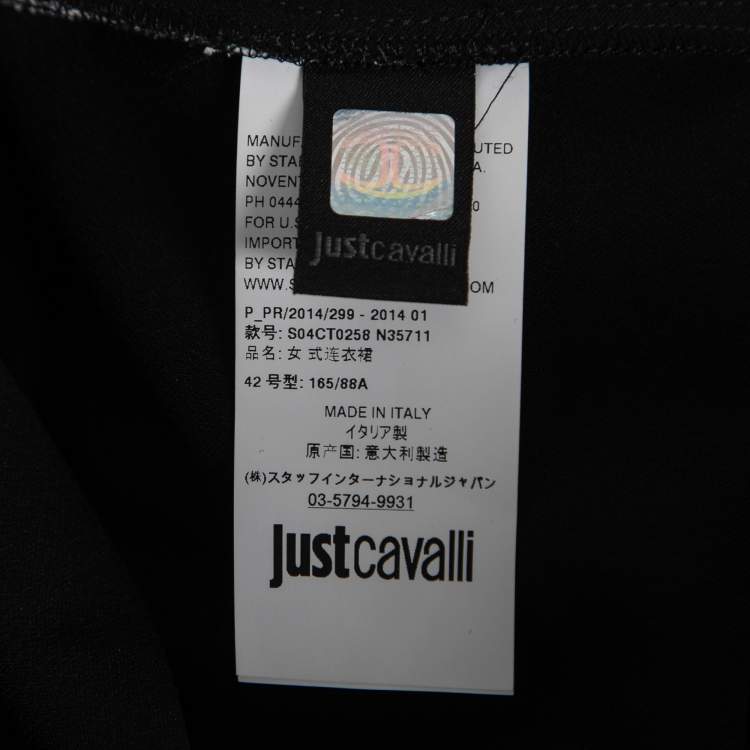 MANUF UTED
BY STA A.
NOVENT
PH 0444 0
FOR U.S
IMPORT
BY STA
WWW.S OM
Justcavalli
P_PR/2014/299 - 2014 01
款号: S04CT0258 N35711
品名: 女 式连衣裙
42 号型: 165/88A
MADE IN ITALY
イタリア製
原产国: 意大利製造
(株)スタッフインターナショナルジャパン
03-5794-9931
Justcavalli